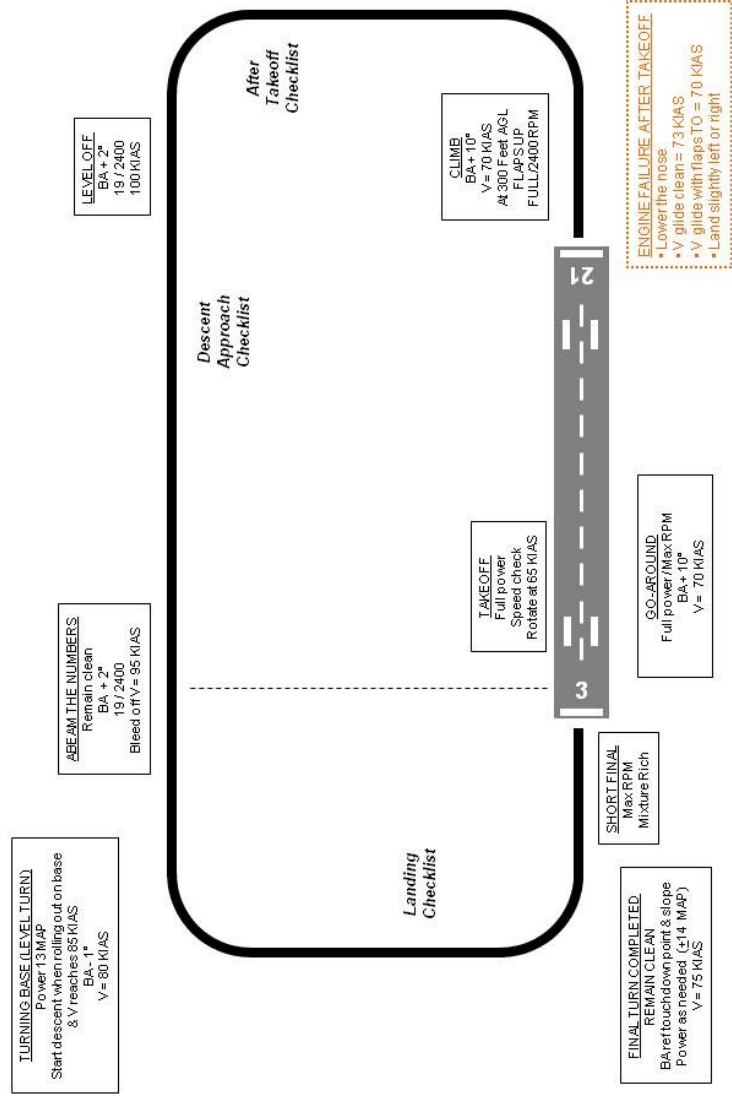 TURNING BASE (LEVEL TURN)
Power 13 MAP
Start descent when rolling out on base
& V reaches 85 KIAS
BA - 1°
V = 80 KIAS
ABEAM THE NUMBERS
Remain clean
BA + 2°
19 / 2400
Bleed off V = 95 KIAS
LEVEL OFF
BA + 2°
19 / 2400
100 KIAS
Descent
Approach
Checklist
After
Takeoff
Checklist
Landing
Checklist
TAKEOFF
Full power
Speed check
Rotate at 65 KIAS
CLIMB
BA + 10°
V = 70 KIAS
At 300 Feet AGL
FLAPS UP
FULL/2400 RPM
3
21
SHORT FINAL
Max RPM
Mixture Rich
FINAL TURN COMPLETED
REMAIN CLEAN
BA ref touchdown point & slope
Power as needed (±14 MAP)
V = 75 KIAS
GO-AROUND
Full power / Max RPM
BA + 10°
V = 70 KIAS
ENGINE FAILURE AFTER TAKEOFF
• Lower the nose
• V glide clean = 73 KIAS
• V glide with flaps TO = 70 KIAS
• Land slightly left or right